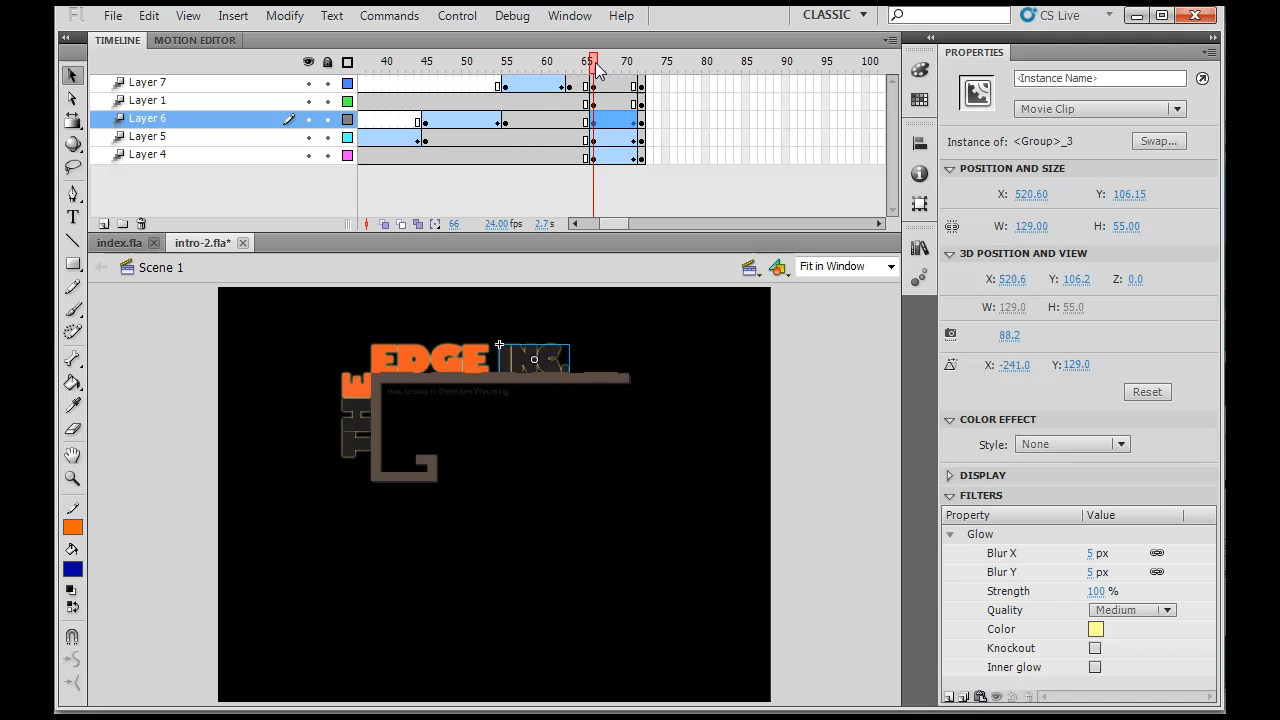 Fl File Edit View Insert Modify Text Commands Control Debug Window Help CLASSIC CS Live
TIMELINE MOTION EDITOR
40 45 50 55 60 65 70 75 80 85 90 95 100
Layer 7
Layer 1
Layer 6
Layer 5
Layer 4
66 24.00 fps 2.7 s
index.fla intro-2.fla*
Scene 1 Fit in Window
EDGE INC.
THE
PROPERTIES
<Instance Name>
Movie Clip
Instance of: <Group>_3 Swap...
POSITION AND SIZE
X: 520.60 Y: 106.15
W: 129.00 H: 55.00
3D POSITION AND VIEW
X: 520.6 Y: 106.2 Z: 0.0
W: 129.0 H: 55.0
88.2
X: -241.0 Y: 129.0
Reset
COLOR EFFECT
Style: None
DISPLAY
FILTERS
Property Value
Glow
Blur X 5 px
Blur Y 5 px
Strength 100 %
Quality Medium
Color
Knockout
Inner glow